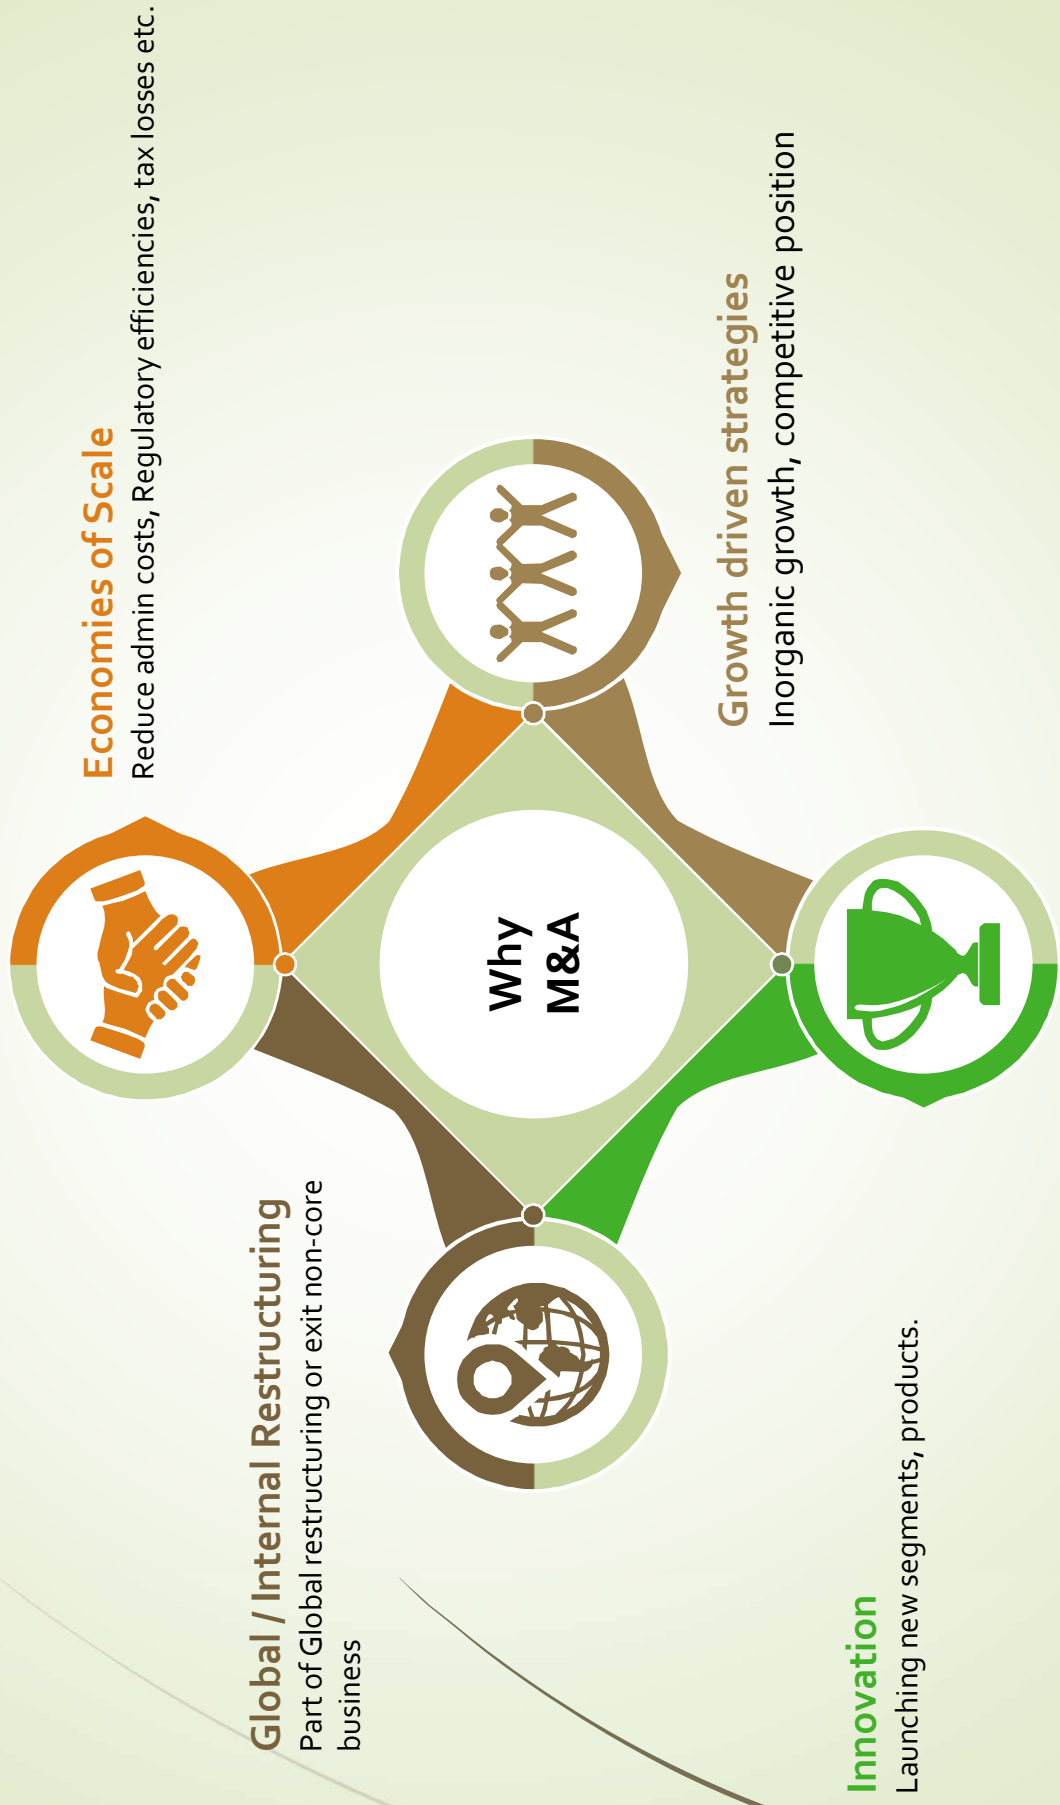 Economies of Scale
Reduce admin costs, Regulatory efficiencies, tax losses etc.
Global / Internal Restructuring
Part of Global restructuring or exit non-core
business
Why
M&A
Growth driven strategies
Inorganic growth, competitive position
Innovation
Launching new segments, products.